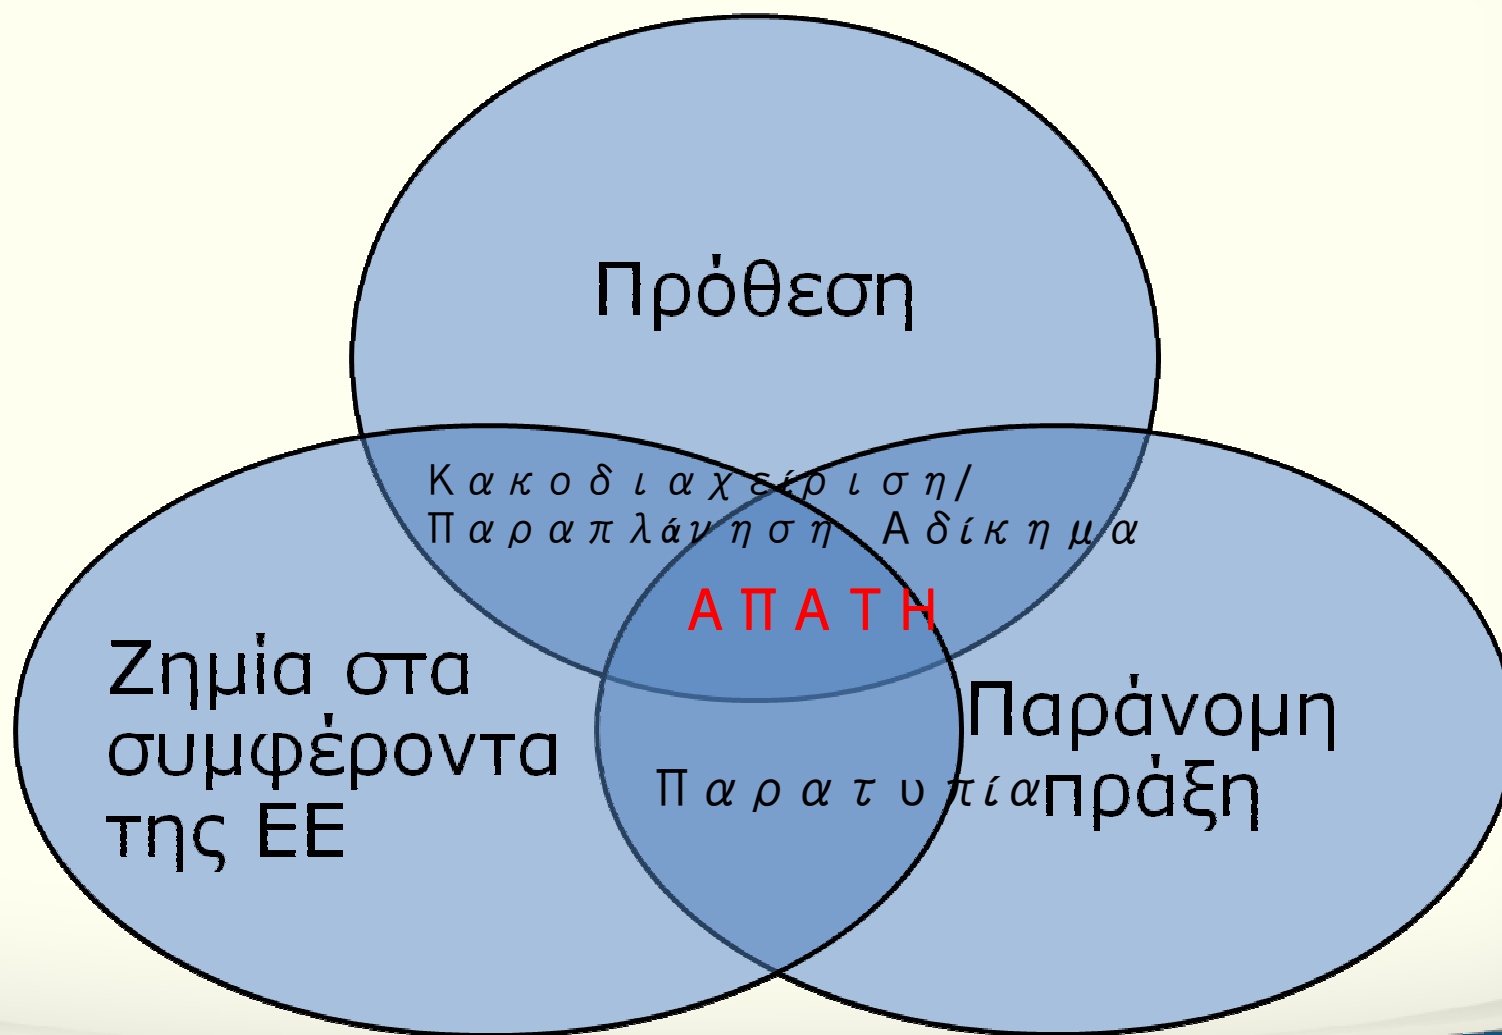 Πρόθεση
Κακοδιαχείριση/
Παραπλάνηση Αδίκημα
ΑΠΑΤΗ
Ζημία στα
συμφέροντα
της ΕΕ
Παράνομη
πράξη
Παρατυπία